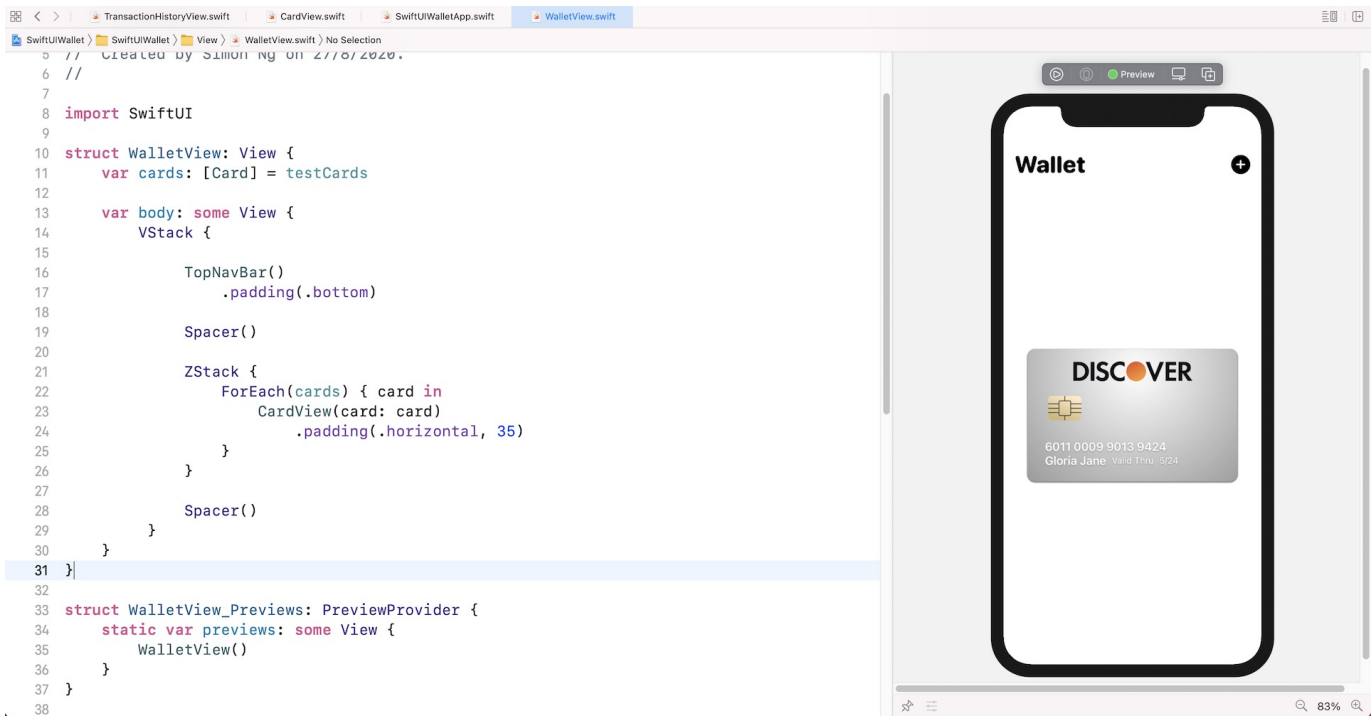 TransactionHistoryView.swift CardView.swift SwiftUIWalletApp.swift WalletView.swift
SwiftUIWallet SwiftUIWallet View WalletView.swift No Selection
5 // Created by Simon Ng on 27/8/2020.
6 //
7
8 import SwiftUI
9
10 struct WalletView: View {
11 var cards: [Card] = testCards
12
13 var body: some View {
14 VStack {
15
16 TopNavBar()
17 .padding(.bottom)
18
19 Spacer()
20
21 ZStack {
22 ForEach(cards) { card in
23 CardView(card: card)
24 .padding(.horizontal, 35)
25 }
26 }
27
28 Spacer()
29 }
30 }
31 }
32
33 struct WalletView_Previews: PreviewProvider {
34 static var previews: some View {
35 WalletView()
36 }
37 }
38
Preview
Wallet
DISCOVER
6011 0009 9013 9424
Gloria Jane Valid Thru 5/24
83%